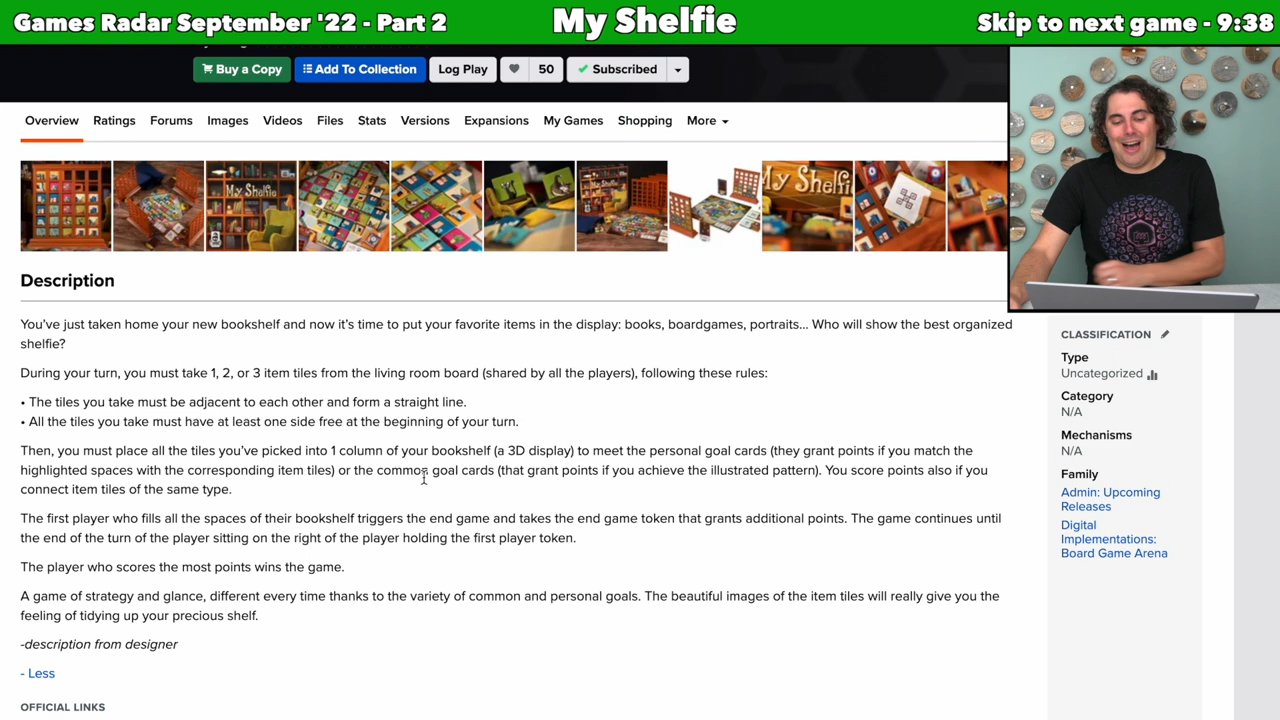 Games Radar September '22 - Part 2
My Shelfie
Skip to next game - 9:38
Buy a Copy
Add To Collection
Log Play
50
Subscribed
Overview
Ratings
Forums
Images
Videos
Files
Stats
Versions
Expansions
My Games
Shopping
More
My Shelfie
My Shelfi
Description
You've just taken home your new bookshelf and now it's time to put your favorite items in the display: books, boardgames, portraits... Who will show the best organized
shelfie?
During your turn, you must take 1, 2, or 3 item tiles from the living room board (shared by all the players), following these rules:
• The tiles you take must be adjacent to each other and form a straight line.
• All the tiles you take must have at least one side free at the beginning of your turn.
Then, you must place all the tiles you've picked into 1 column of your bookshelf (a 3D display) to meet the personal goal cards (they grant points if you match the
highlighted spaces with the corresponding item tiles) or the common goal cards (that grant points if you achieve the illustrated pattern). You score points also if you
connect item tiles of the same type.
The first player who fills all the spaces of their bookshelf triggers the end game and takes the end game token that grants additional points. The game continues until
the end of the turn of the player sitting on the right of the player holding the first player token.
The player who scores the most points wins the game.
A game of strategy and glance, different every time thanks to the variety of common and personal goals. The beautiful images of the item tiles will really give you the
feeling of tidying up your precious shelf.
-description from designer
- Less
OFFICIAL LINKS
CLASSIFICATION
Type
Uncategorized
Category
N/A
Mechanisms
N/A
Family
Admin: Upcoming
Releases
Digital
Implementations:
Board Game Arena